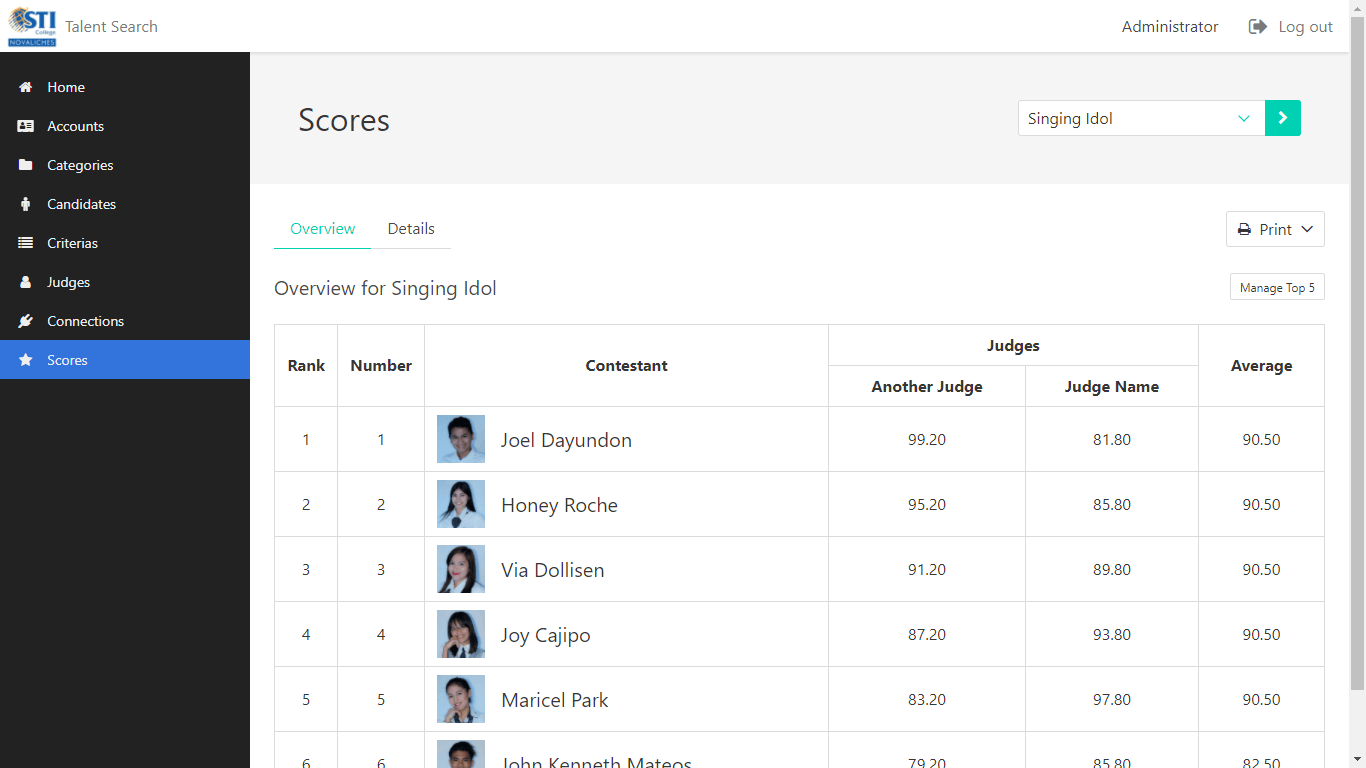 STI
College
NOVALICHES
Talent Search
Administrator
Log out
Home
Accounts
Categories
Candidates
Criterias
Judges
Connections
Scores
Scores
Singing Idol
Overview
Details
Print
Overview for Singing Idol
Manage Top 5
Rank Number Contestant Judges Average
Another Judge Judge Name
1 1 Joel Dayundon 99.20 81.80 90.50
2 2 Honey Roche 95.20 85.80 90.50
3 3 Via Dollisen 91.20 89.80 90.50
4 4 Joy Cajipo 87.20 93.80 90.50
5 5 Maricel Park 83.20 97.80 90.50
6 6 John Kenneth Mateos 79.20 85.80 82.50